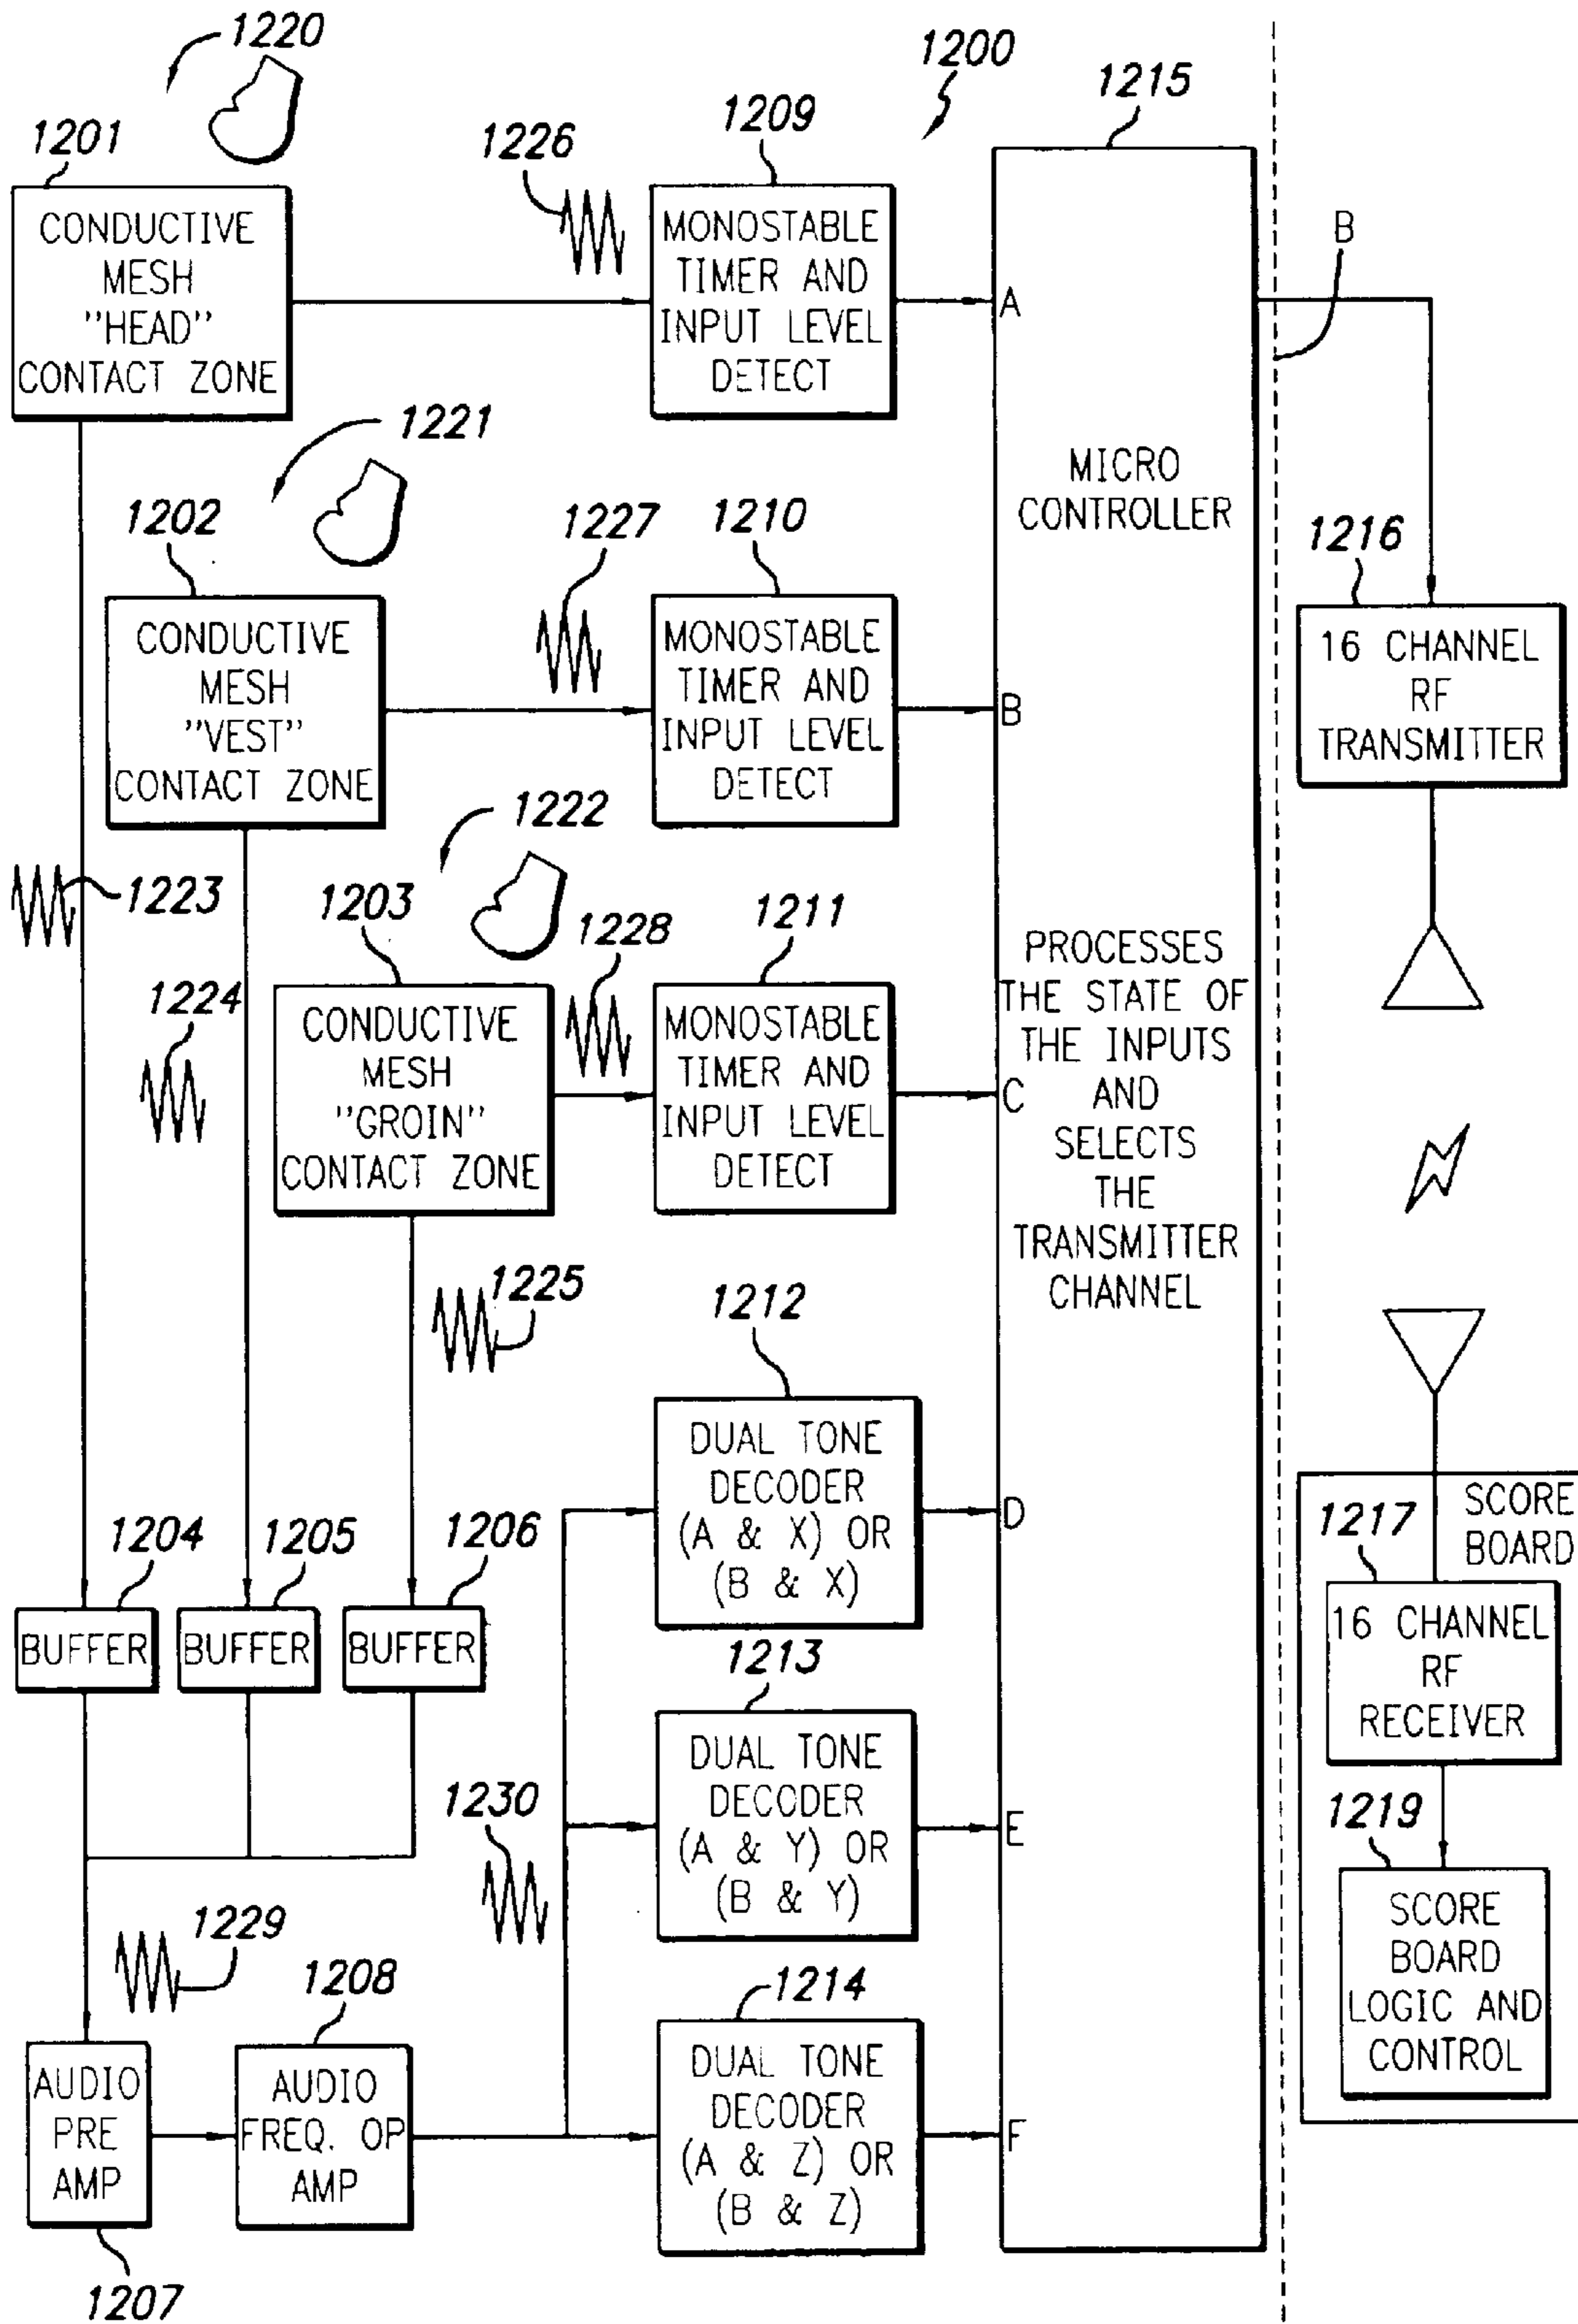 1220
1200
1215
1201
1226
1209
CONDUCTIVE
MESH
"HEAD"
CONTACT ZONE
MONOSTABLE
TIMER AND
INPUT LEVEL
DETECT
A
B
MICRO
CONTROLLER
1221
1202
1227
1210
1216
CONDUCTIVE
MESH
"VEST"
CONTACT ZONE
MONOSTABLE
TIMER AND
INPUT LEVEL
DETECT
B
16 CHANNEL
RF
TRANSMITTER
1222
1223
1203
1228
1211
1224
CONDUCTIVE
MESH
"GROIN"
CONTACT ZONE
MONOSTABLE
TIMER AND
INPUT LEVEL
DETECT
C
PROCESSES
THE STATE OF
THE INPUTS
AND
SELECTS
THE
TRANSMITTER
CHANNEL
1225
1212
DUAL TONE
DECODER
(A & X) OR
(B & X)
D
1204
1205
1206
BUFFER
BUFFER
BUFFER
SCORE
BOARD
1217
16 CHANNEL
RF
RECEIVER
1213
DUAL TONE
DECODER
(A & Y) OR
(B & Y)
E
1230
1219
SCORE
BOARD
LOGIC AND
CONTROL
1229
1208
1214
AUDIO
PRE
AMP
AUDIO
FREQ. OP
AMP
DUAL TONE
DECODER
(A & Z) OR
(B & Z)
F
1207